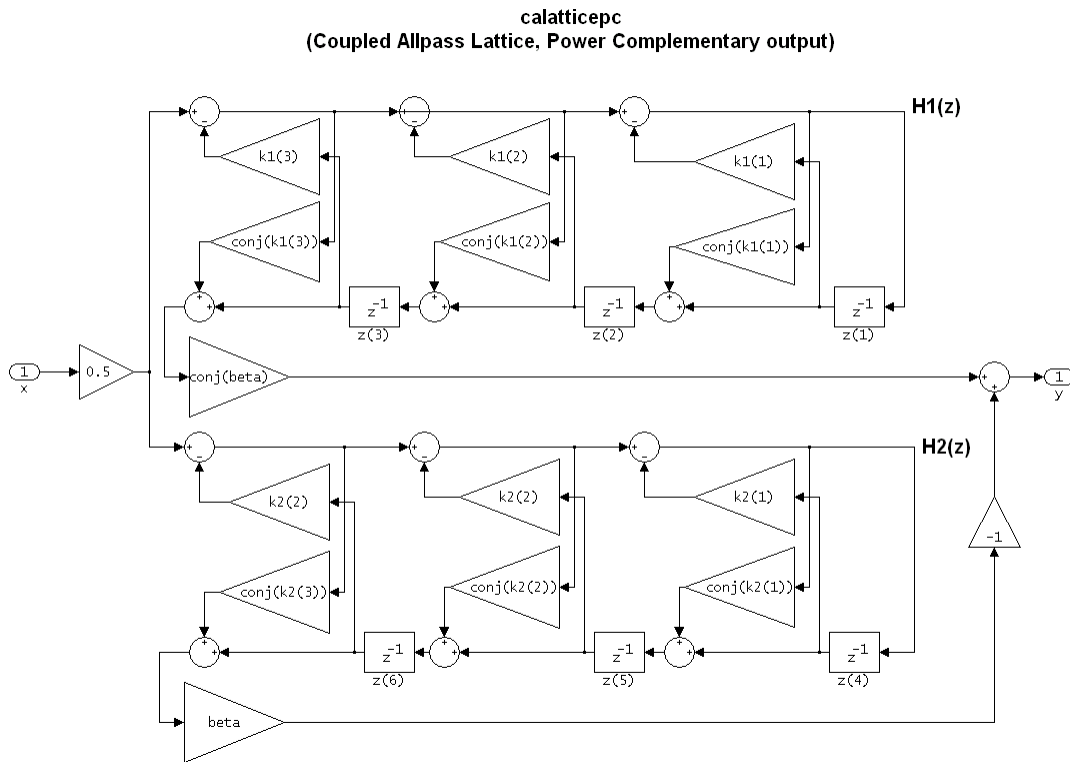 calatticepc
(Coupled Allpass Lattice, Power Complementary output)
H1(z)
+
−
+
−
+
−
k1(3)
k1(2)
k1(1)
conj(k1(3))
conj(k1(2))
conj(k1(1))
+
+
+
+
+
+
z-1
z-1
z-1
z(3)
z(2)
z(1)
1
x
0.5
conj(beta)
+
+
1
y
H2(z)
+
−
+
−
+
−
k2(2)
k2(2)
k2(1)
-1
conj(k2(3))
conj(k2(2))
conj(k2(1))
+
+
+
+
+
+
z-1
z-1
z-1
z(6)
z(5)
z(4)
beta